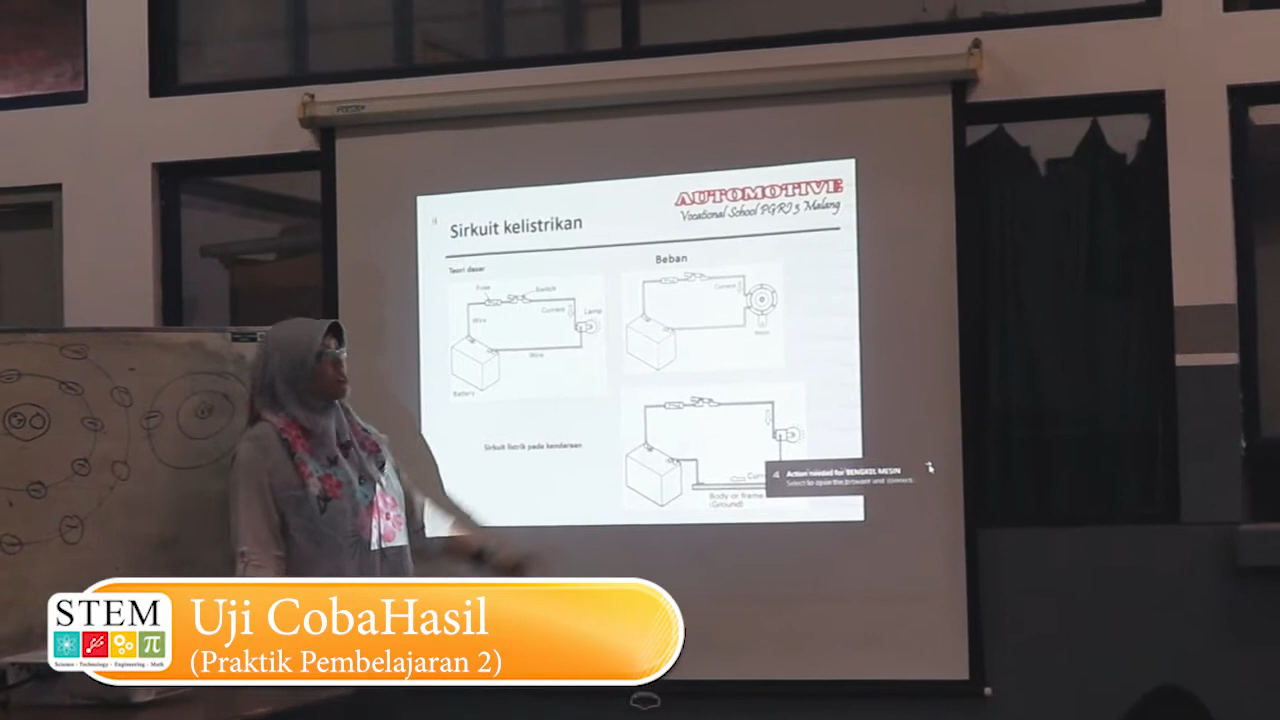 AUTOMOTIVE
Vocational School PGRI 5 Malang
Sirkuit kelistrikan
Teori dasar
Beban
Fuse
Switch
Current
Lamp
Wire
Wire
Battery
Current
Horn
Sirkuit listrik pada kendaraan
Body or frame
(Ground)
Action needed for BENGKEL MESIN
STEM
Science - Technology - Engineering - Math
Uji CobaHasil
(Praktik Pembelajaran 2)